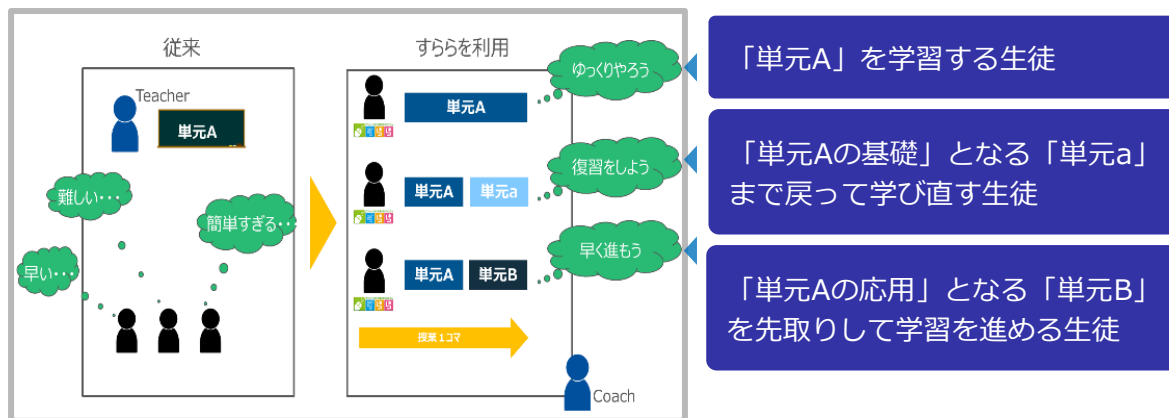 従来
Teacher
単元A
難しい・・・
簡単すぎる・・・
早い・・・
すららを利用
単元A
ゆっくりやろう
単元A
単元a
復習をしよう
単元A
単元B
早く進もう
授業1コマ
Coach
「単元A」を学習する生徒
「単元Aの基礎」となる「単元a」
まで戻って学び直す生徒
「単元Aの応用」となる「単元B」
を先取りして学習を進める生徒